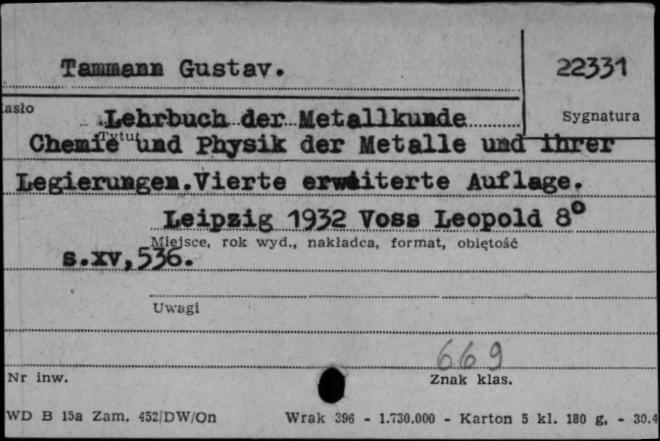 Tammann Gustav.
22331
asło
Sygnatura
Lehrbuch der Metallkunde
Tytuł
Chemie und Physik der Metalle und ihrer
Legierungen.Vierte erweiterte Auflage.
Leipzig 1932 Voss Leopold 8°
Miejsce, rok wyd., nakładca, format, objętość
s.XV,536.
Uwagi
669
Nr inw.
Znak klas.
WD B 15a Zam. 452/DW/On Wrak 396 - 1.730.000 - Karton 5 kl. 180 g, - 30.4